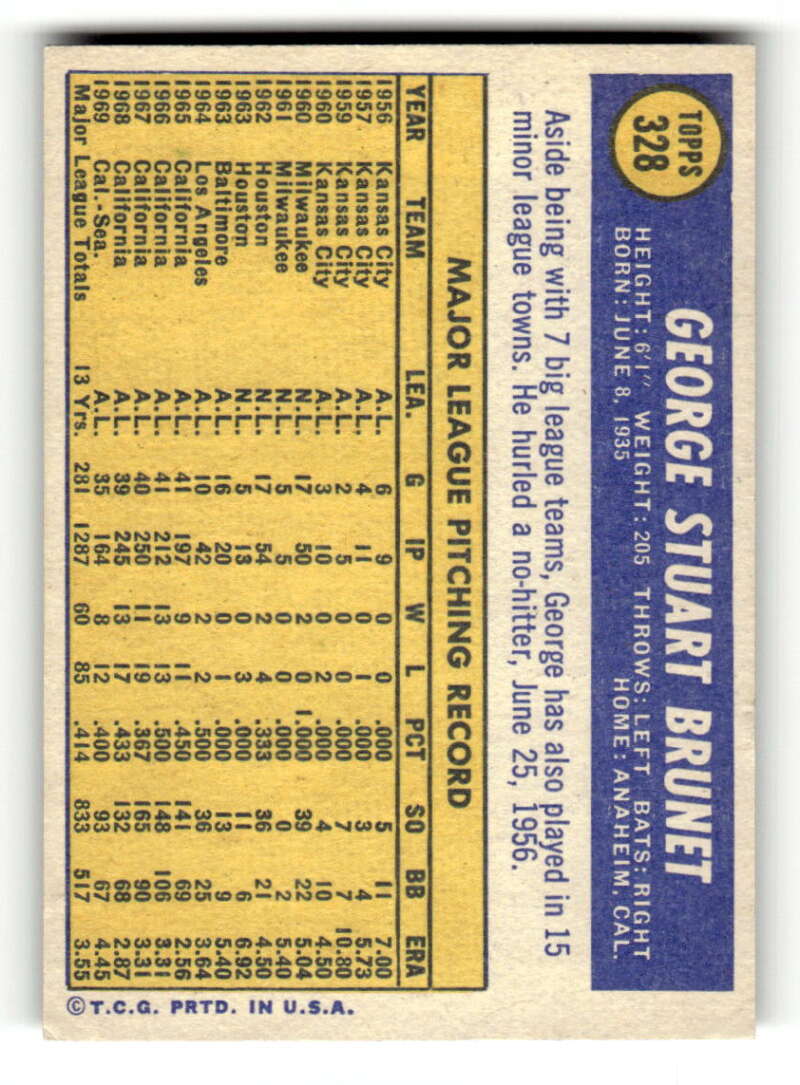 TOPPS
328
GEORGE STUART BRUNET
HEIGHT: 6'1" WEIGHT: 205 THROWS: LEFT BATS: RIGHT
BORN: JUNE 8, 1935 HOME: ANAHEIM, CAL.
Aside being with 7 big league teams, George has also played in 15
minor league towns. He hurled a no-hitter, June 25, 1956.
MAJOR LEAGUE PITCHING RECORD
YEAR TEAM LEA. G IP W L PCT SO BB ERA
1956 Kansas City A.L. 6 9 0 0 .000 5 11 7.00
1957 Kansas City A.L. 4 11 0 1 .000 3 4 5.73
1959 Kansas City A.L. 2 5 0 0 .000 7 7 10.80
1960 Kansas City A.L. 3 10 0 2 .000 4 10 4.50
1960 Milwaukee N.L. 17 50 2 0 1.000 39 22 5.04
1961 Milwaukee N.L. 5 5 0 0 .000 0 2 5.40
1962 Houston N.L. 17 54 2 4 .333 36 21 4.50
1963 Houston N.L. 5 13 0 3 .000 11 6 6.92
1963 Baltimore A.L. 16 20 0 1 .000 13 9 5.40
1964 Los Angeles A.L. 10 42 2 2 .500 36 25 3.64
1965 California A.L. 41 197 9 11 .450 141 69 2.56
1966 California A.L. 41 212 13 13 .500 148 106 3.31
1967 California A.L. 40 250 11 19 .367 165 90 3.31
1968 California A.L. 39 245 13 17 .433 132 68 2.87
1969 Cal.-Sea. A.L. 35 164 8 12 .400 93 67 4.45
Major League Totals 13 Yrs. 281 1287 60 85 .414 833 517 3.55
©T.C.G. PRTD. IN U.S.A.